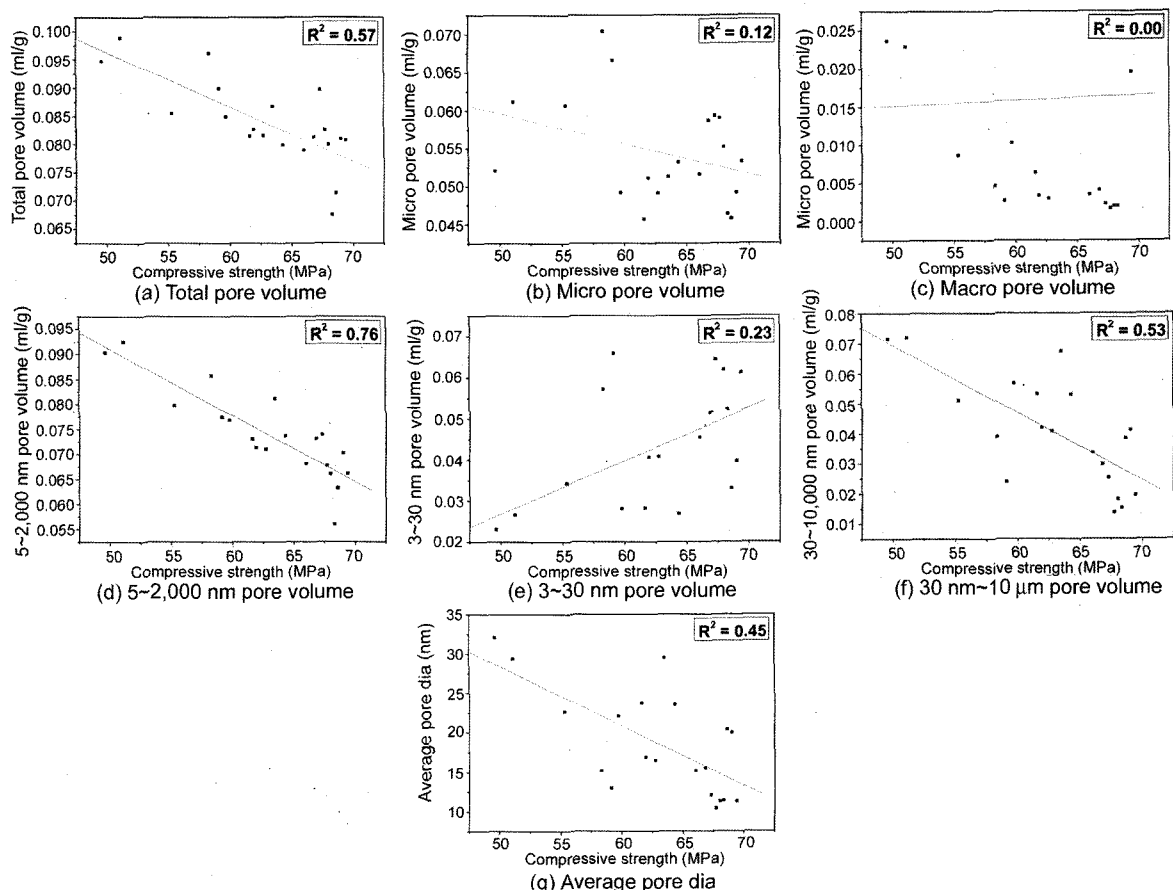 R² = 0.57
Total pore volume (ml/g)
0.100
0.095
0.090
0.085
0.080
0.075
0.070
0.065
50 55 60 65 70
Compressive strength (MPa)
(a) Total pore volume
R² = 0.12
Micro pore volume (ml/g)
0.070
0.065
0.060
0.055
0.050
0.045
50 55 60 65 70
Compressive strength (MPa)
(b) Micro pore volume
R² = 0.00
Micro pore volume (ml/g)
0.025
0.020
0.015
0.010
0.005
0.000
50 55 60 65 70
Compressive strength (MPa)
(c) Macro pore volume
R² = 0.76
5~2,000 nm pore volume (ml/g)
0.095
0.090
0.085
0.080
0.075
0.070
0.065
0.060
0.055
50 55 60 65 70
Compressive strength (MPa)
(d) 5~2,000 nm pore volume
R² = 0.23
3~30 nm pore volume (ml/g)
0.07
0.06
0.05
0.04
0.03
0.02
50 55 60 65 70
Compressive strength (MPa)
(e) 3~30 nm pore volume
R² = 0.53
30~10,000 nm pore volume (ml/g)
0.08
0.07
0.06
0.05
0.04
0.03
0.02
0.01
50 55 60 65 70
Compressive strength (MPa)
(f) 30 nm~10 μm pore volume
R² = 0.45
Average pore dia (nm)
35
30
25
20
15
10
50 55 60 65 70
Compressive strength (MPa)
(g) Average pore dia